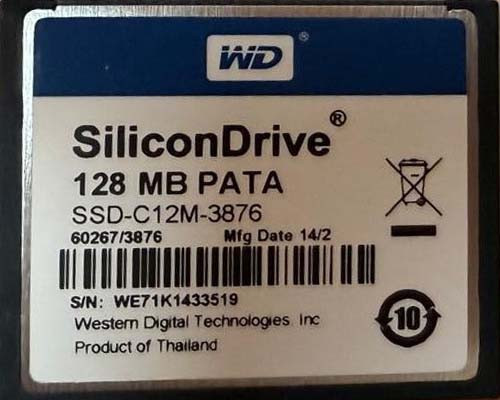 WD®
SiliconDrive®
128 MB PATA
SSD-C12M-3876
60267/3876 Mfg Date 14/2
S/N: WE71K1433519
Western Digital Technologies. Inc
Product of Thailand
10